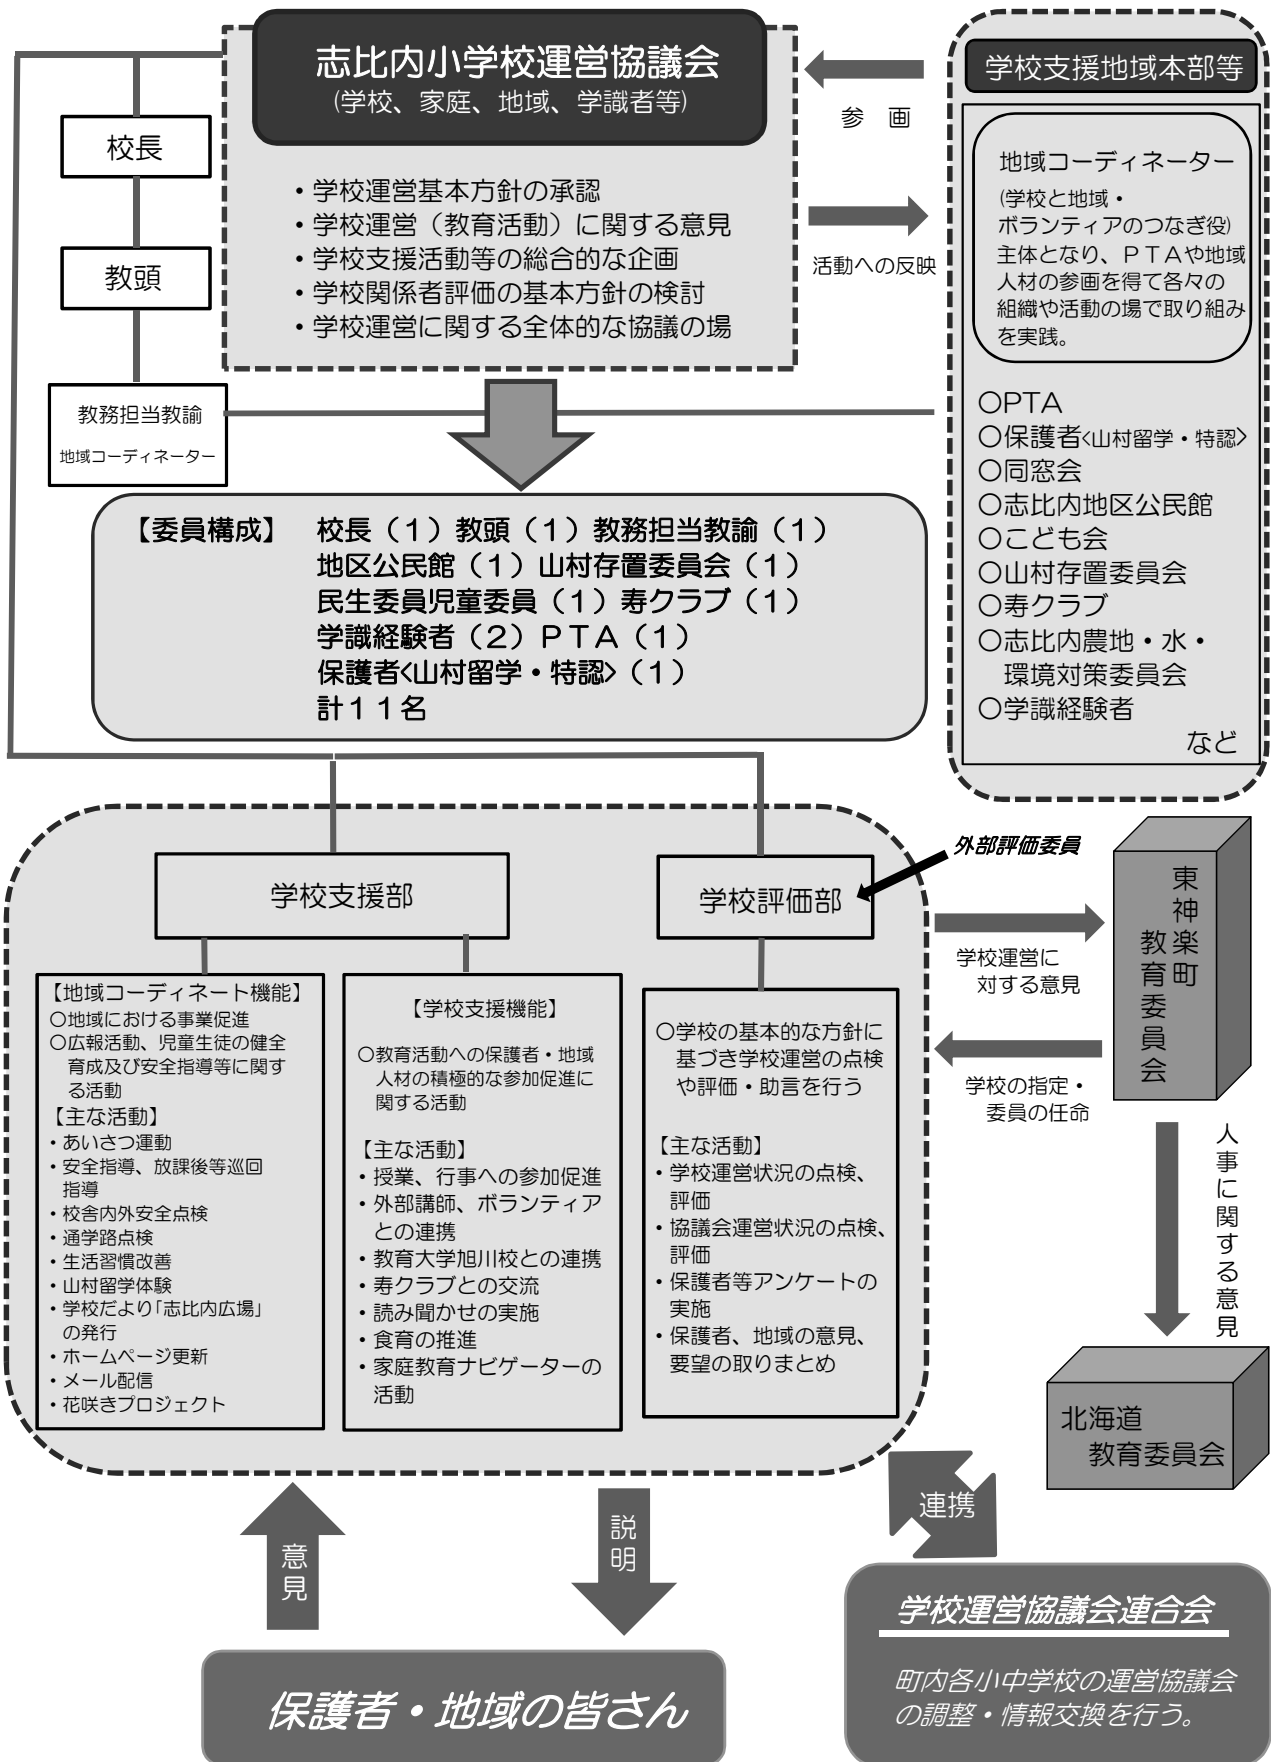 志比内小学校運営協議会
(学校、家庭、地域、学識者等)
・学校運営基本方針の承認
・学校運営（教育活動）に関する意見
・学校支援活動等の総合的な企画
・学校関係者評価の基本方針の検討
・学校運営に関する全体的な協議の場
校長
教頭
教務担当教諭
地域コーディネーター
参　画
活動への反映
学校支援地域本部等
地域コーディネーター
(学校と地域・
ボランティアのつなぎ役)
主体となり、ＰＴＡや地域
人材の参画を得て各々の
組織や活動の場で取り組み
を実践。
○PTA
○保護者<山村留学・特認>
○同窓会
○志比内地区公民館
○こども会
○山村存置委員会
○寿クラブ
○志比内農地・水・
環境対策委員会
○学識経験者
など
【委員構成】　校長（１）教頭（１）教務担当教諭（１）
地区公民館（１）山村存置委員会（１）
民生委員児童委員（１）寿クラブ（１）
学識経験者（２）ＰＴＡ（１）
保護者<山村留学・特認>（１）
計１１名
学校支援部
学校評価部
外部評価委員
【地域コーディネート機能】
○地域における事業促進
○広報活動、児童生徒の健全
育成及び安全指導等に関す
る活動
【主な活動】
・あいさつ運動
・安全指導、放課後等巡回
指導
・校舎内外安全点検
・通学路点検
・生活習慣改善
・山村留学体験
・学校だより｢志比内広場｣
の発行
・ホームページ更新
・メール配信
・花咲きプロジェクト
【学校支援機能】
○教育活動への保護者・地域
人材の積極的な参加促進に
関する活動
【主な活動】
・授業、行事への参加促進
・外部講師、ボランティア
との連携
・教育大学旭川校との連携
・寿クラブとの交流
・読み聞かせの実施
・食育の推進
・家庭教育ナビゲーターの
活動
○学校の基本的な方針に
基づき学校運営の点検
や評価・助言を行う
【主な活動】
・学校運営状況の点検、
評価
・協議会運営状況の点検、
評価
・保護者等アンケートの
実施
・保護者、地域の意見、
要望の取りまとめ
学校運営に
対する意見
学校の指定・
委員の任命
東神楽町
教育委員会
人事に関する意見
北海道
教育委員会
意見
説明
連携
保護者・地域の皆さん
学校運営協議会連合会
町内各小中学校の運営協議会
の調整・情報交換を行う。